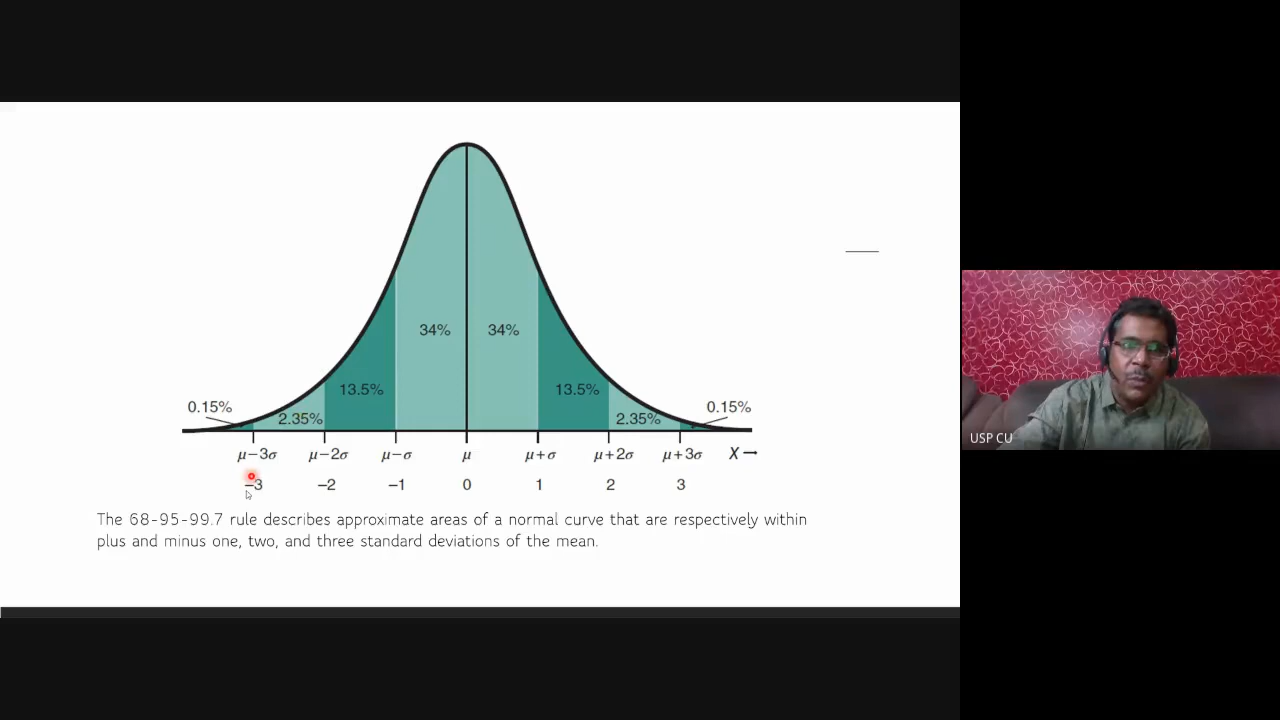 34% 34%
13.5% 13.5%
0.15% 2.35% 2.35% 0.15%
μ−3σ μ−2σ μ−σ μ μ+σ μ+2σ μ+3σ X→
−3 −2 −1 0 1 2 3
The 68-95-99.7 rule describes approximate areas of a normal curve that are respectively within
plus and minus one, two, and three standard deviations of the mean.
USP CU